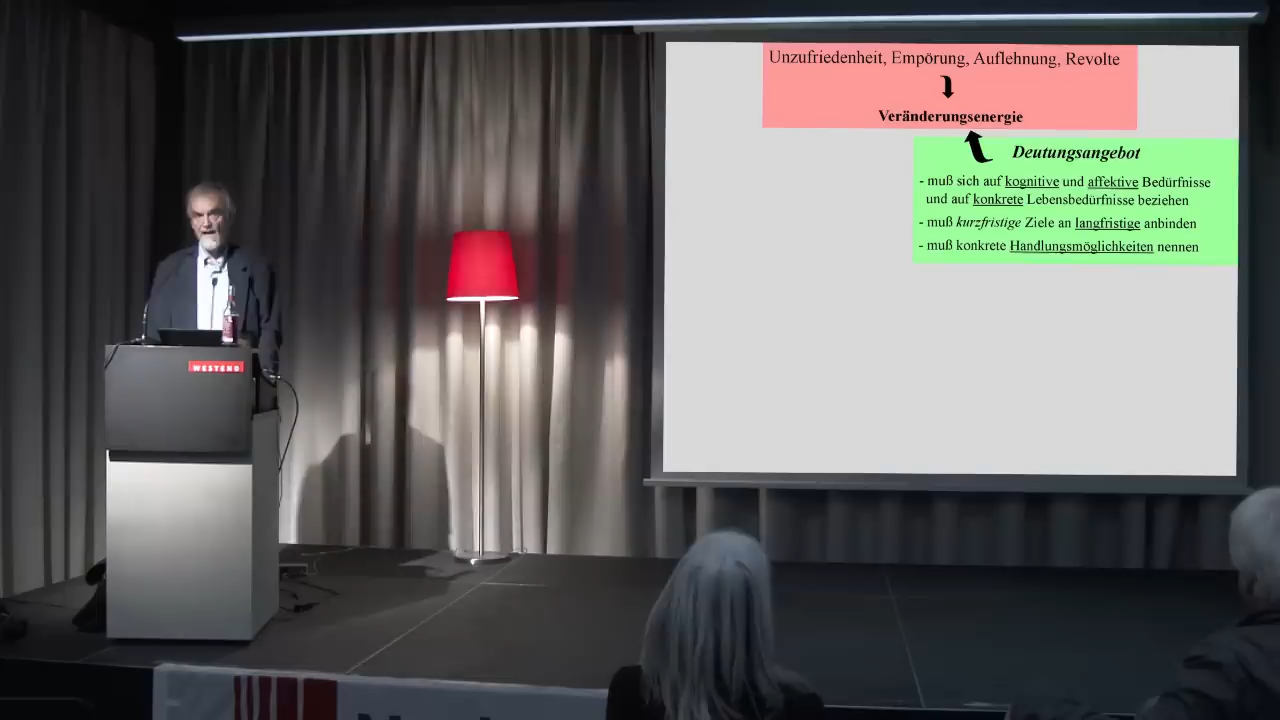 Unzufriedenheit, Empörung, Auflehnung, Revolte
Veränderungsenergie
Deutungsangebot
- muß sich auf kognitive und affektive Bedürfnisse
und auf konkrete Lebensbedürfnisse beziehen
- muß kurzfristige Ziele an langfristige anbinden
- muß konkrete Handlungsmöglichkeiten nennen
WESTEND